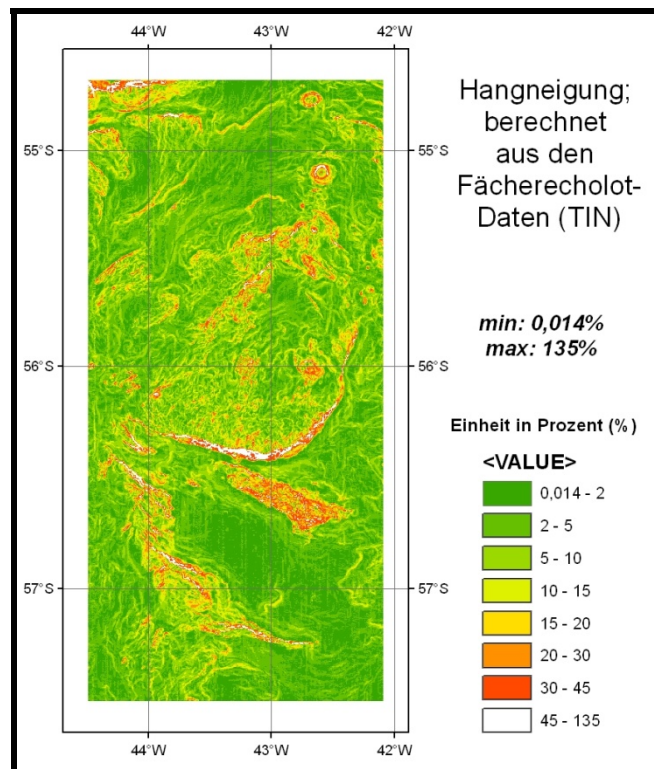 44°W 43°W 42°W
Hangneigung;
berechnet
aus den
Fächerecholot-
Daten (TIN)
55°S 55°S
min: 0,014%
max: 135%
56°S 56°S
Einheit in Prozent (%)
<VALUE>
0,014 - 2
2 - 5
5 - 10
10 - 15
15 - 20
20 - 30
30 - 45
45 - 135
57°S 57°S
44°W 43°W 42°W